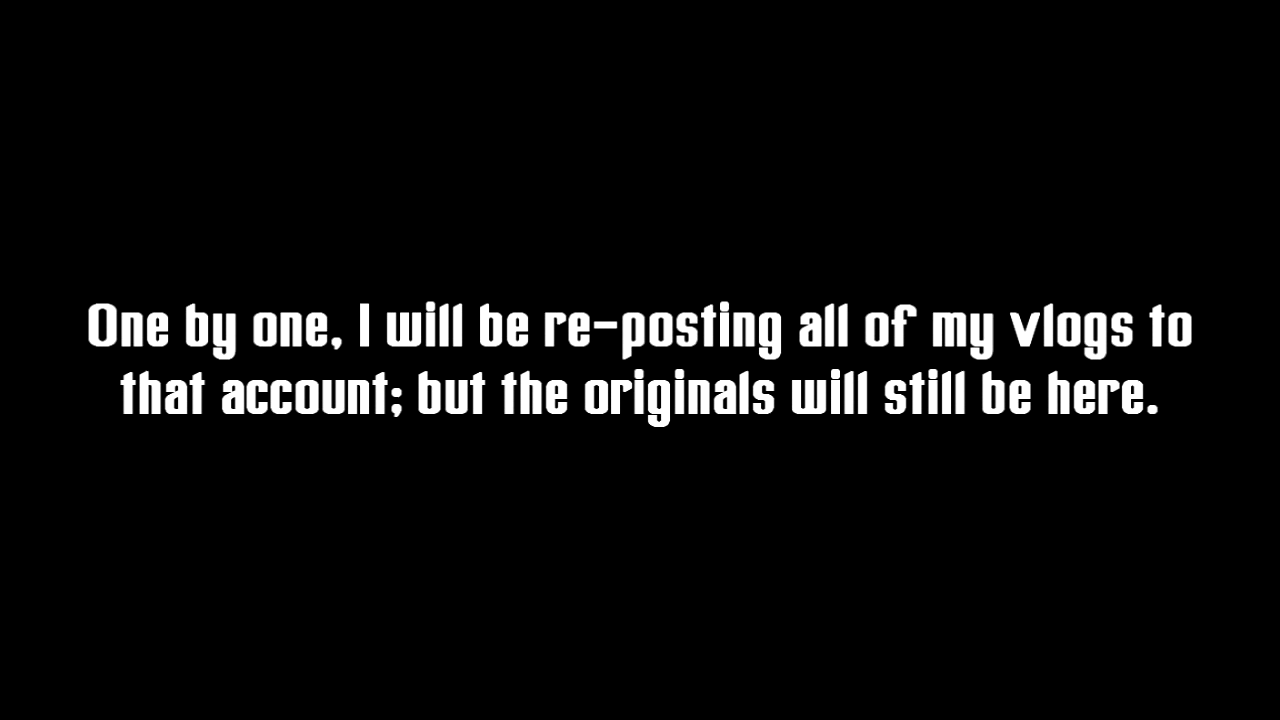 One by one, I will be re-posting all of my vlogs to
that account; but the originals will still be here.